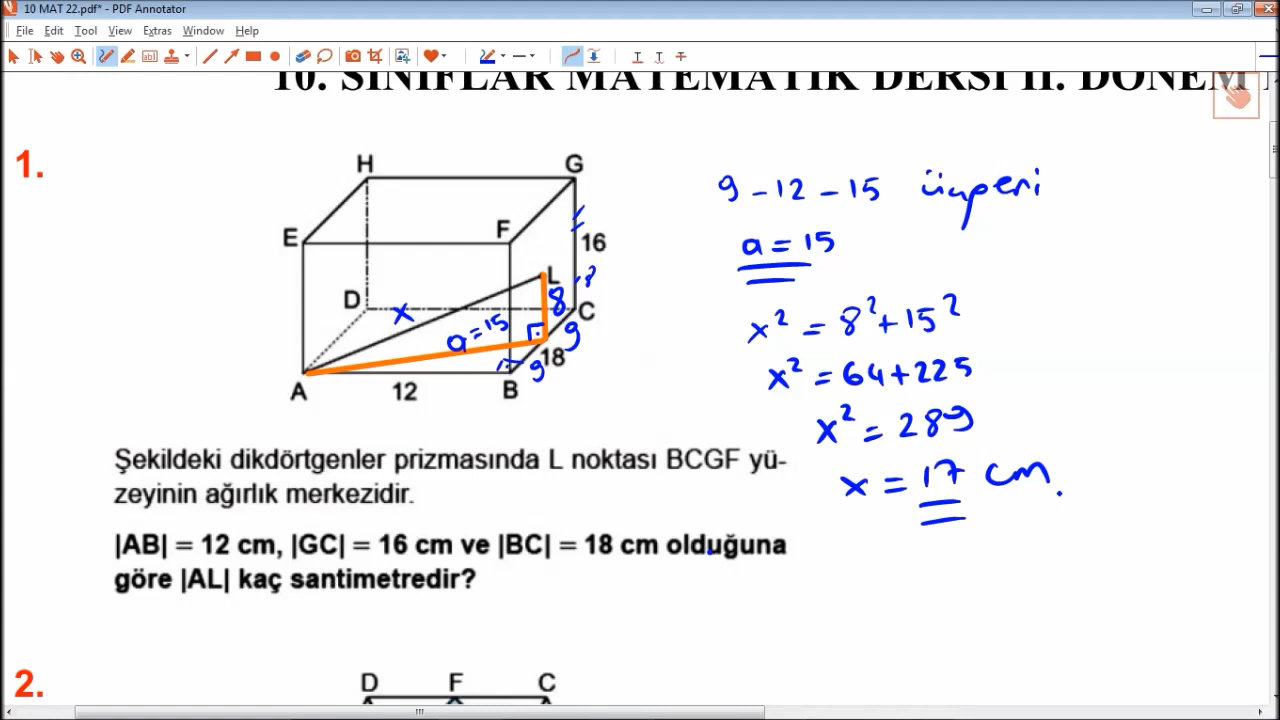 10 MAT 22.pdf* - PDF Annotator
File Edit Tool View Extras Window Help
10. SINIFLAR MATEMATİK DERSİ II. DÖNEM
1.
H G
E F
16
L
D 8 8
x C
a=15 9
18
9
A 12 B
9 - 12 - 15 üçgeni
a = 15
x² = 8² + 15²
x² = 64 + 225
x² = 289
x = 17 cm.
Şekildeki dikdörtgenler prizmasında L noktası BCGF yü-
zeyinin ağırlık merkezidir.
|AB| = 12 cm, |GC| = 16 cm ve |BC| = 18 cm olduğuna
göre |AL| kaç santimetredir?
2.
D F C